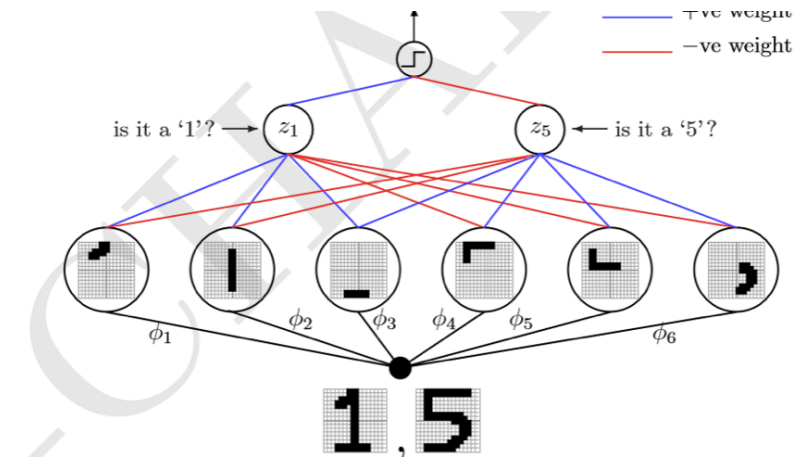 +ve weight
−ve weight
is it a ‘1’?
z₁
z₅
is it a ‘5’?
ϕ₁
ϕ₂
ϕ₃
ϕ₄
ϕ₅
ϕ₆
1 , 5